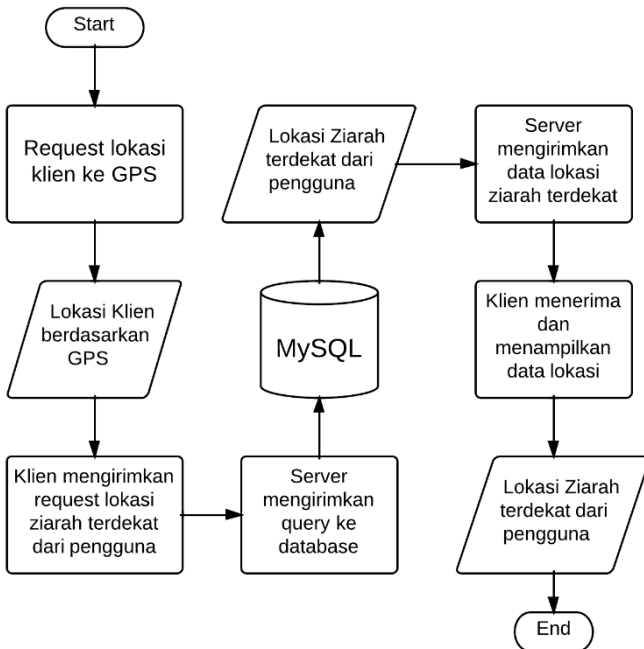 Start
Request lokasi
klien ke GPS
Lokasi Klien
berdasarkan
GPS
Klien mengirimkan
request lokasi
ziarah terdekat
dari pengguna
Server
mengirimkan
query ke
database
MySQL
Lokasi Ziarah
terdekat dari
pengguna
Server
mengirimkan
data lokasi
ziarah terdekat
Klien menerima
dan
menampilkan
data lokasi
Lokasi Ziarah
terdekat dari
pengguna
End